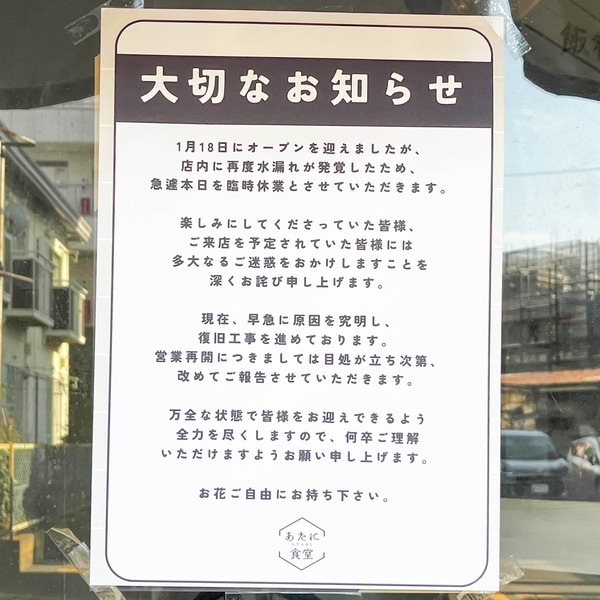 大切なお知らせ
1月18日にオープンを迎えましたが、
店内に再度水漏れが発覚したため、
急遽本日を臨時休業とさせていただきます。
楽しみにしてくださっていた皆様、
ご来店を予定されていた皆様には
多大なるご迷惑をおかけしますことを
深くお詫び申し上げます。
現在、早急に原因を究明し、
復旧工事を進めております。
営業再開につきましては目処が立ち次第、
改めてご報告させていただきます。
万全な状態で皆様をお迎えできるよう
全力を尽くしますので、何卒ご理解
いただけますようお願い申し上げます。
お花ご自由にお持ち下さい。
あたに
食堂